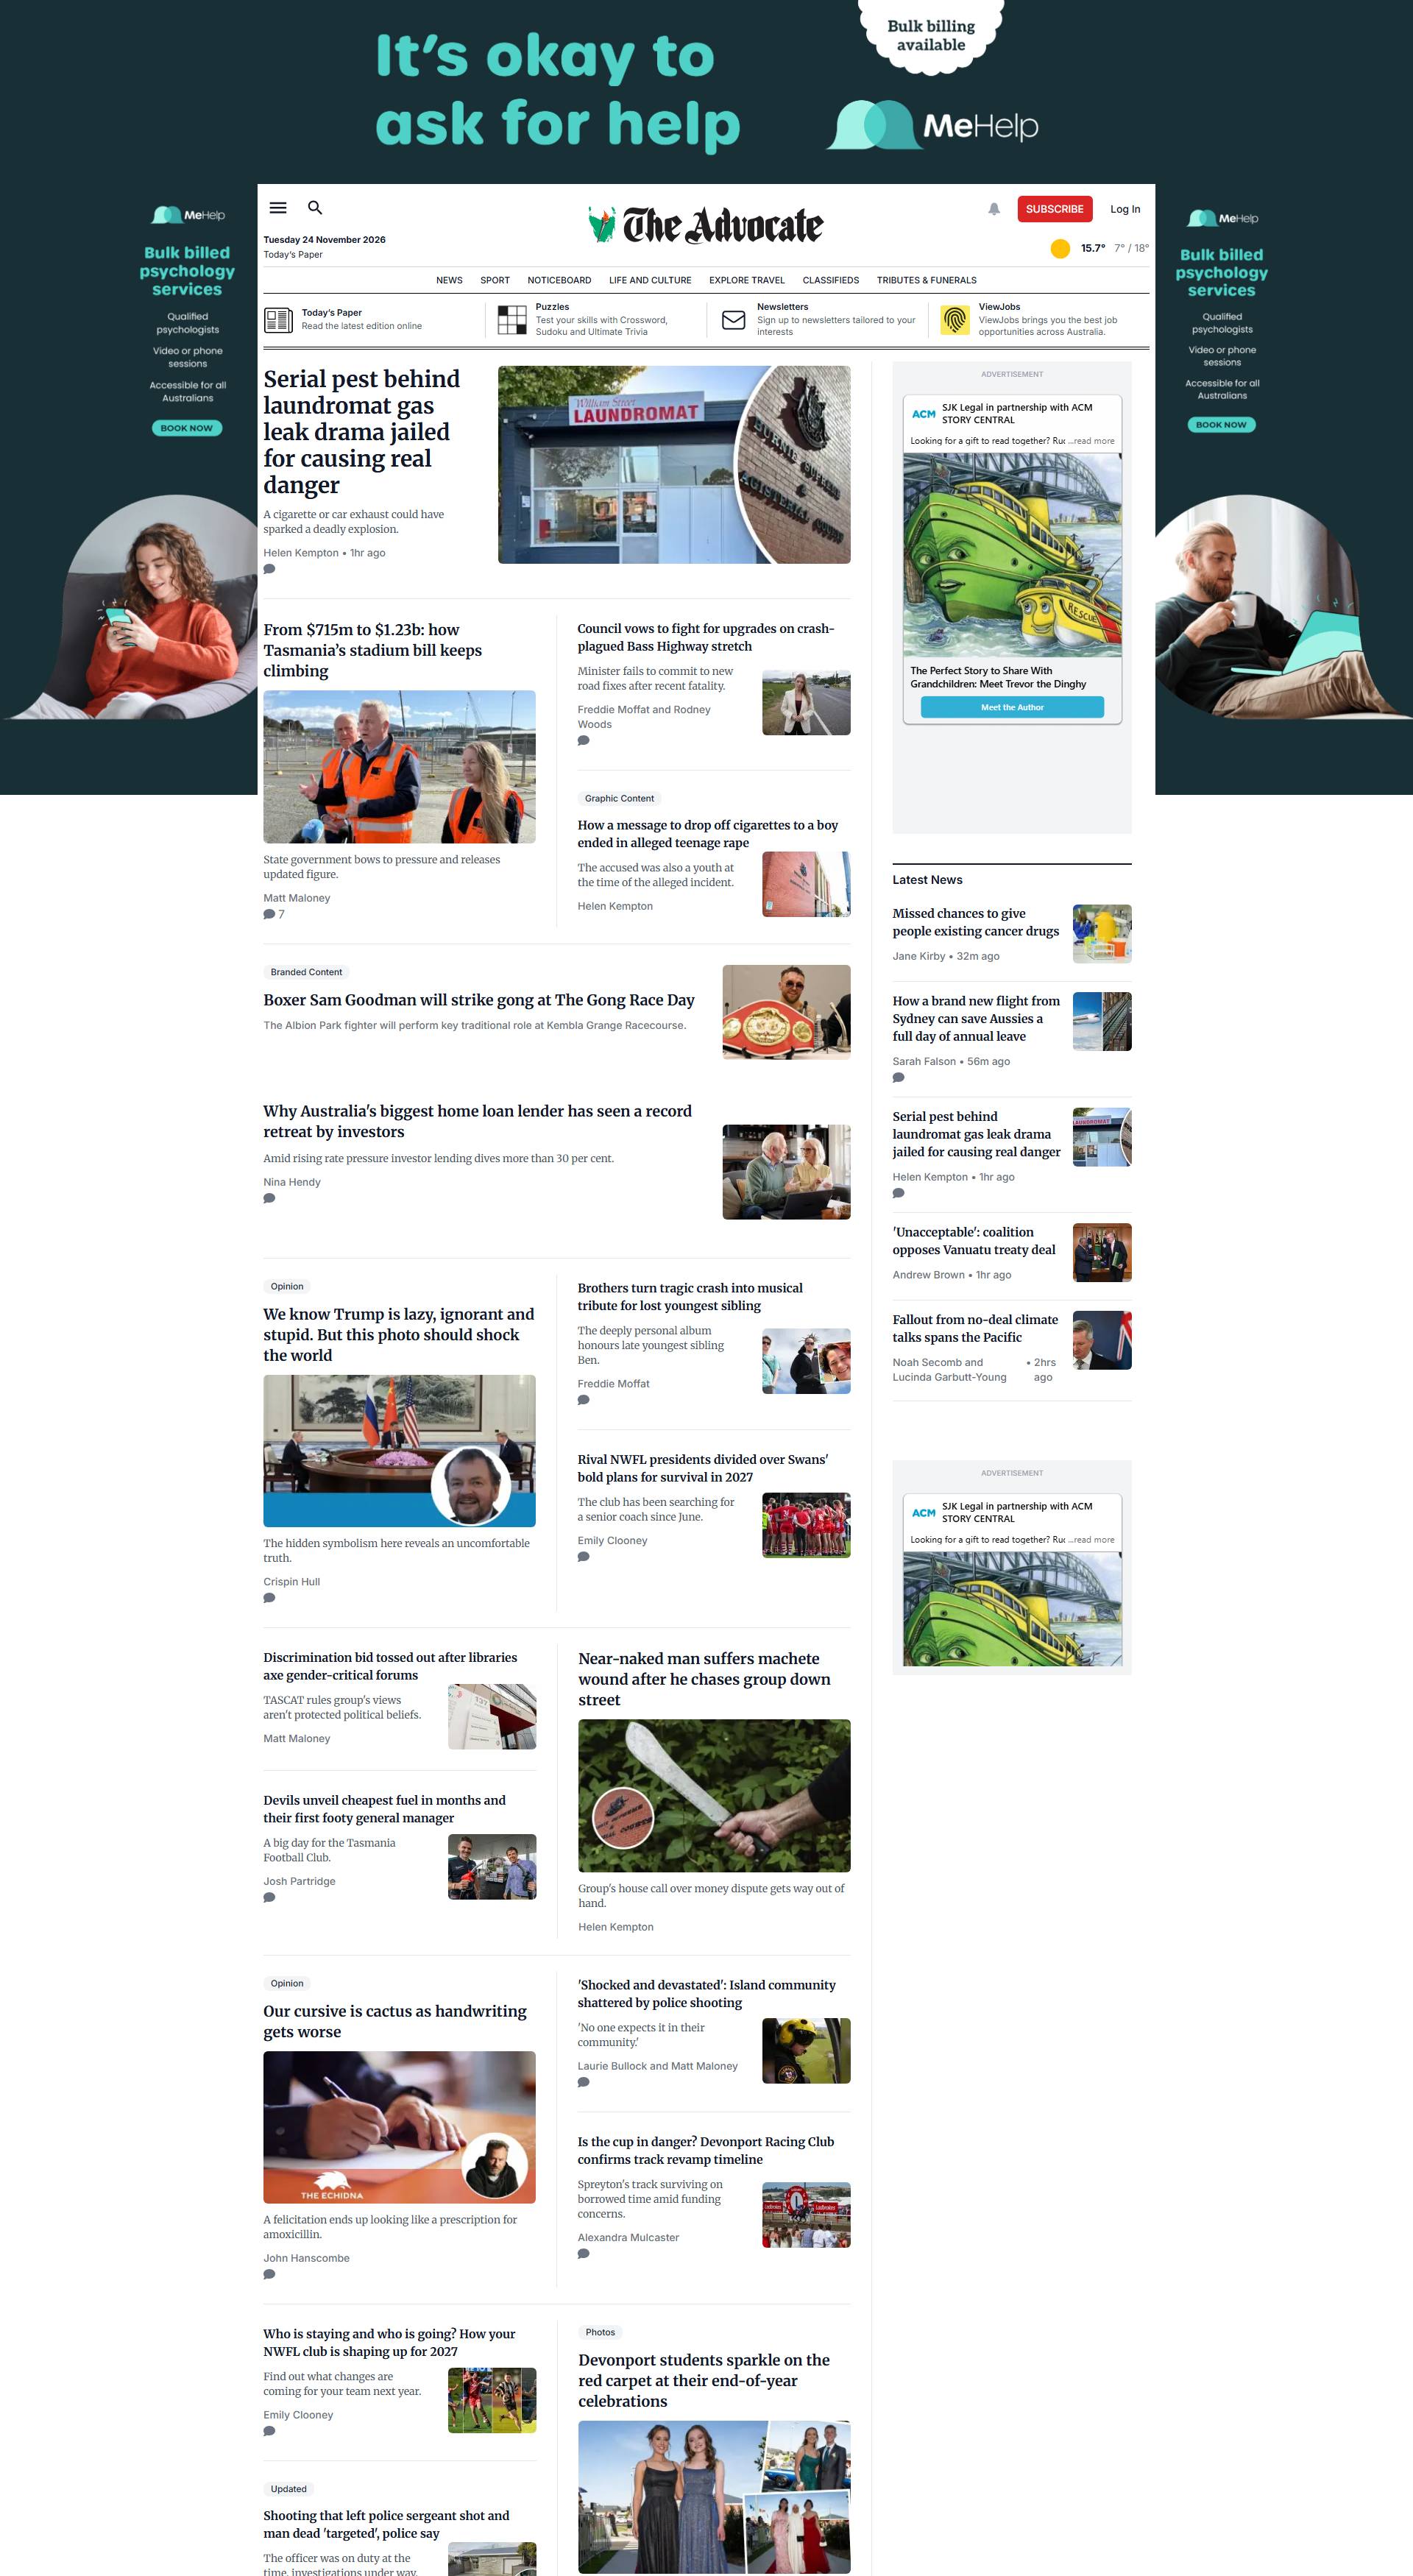 It's okay to
ask for help
Bulk billing
available
MeHelp
MeHelp
Bulk billed
psychology
services
Qualified
psychologists
Video or phone
sessions
Accessible for all
Australians
BOOK NOW
MeHelp
Bulk billed
psychology
services
Qualified
psychologists
Video or phone
sessions
Accessible for all
Australians
BOOK NOW
The Advocate
SUBSCRIBE
Log In
Tuesday 24 November 2026
Today's Paper
15.7° 7° / 18°
NEWS SPORT NOTICEBOARD LIFE AND CULTURE EXPLORE TRAVEL CLASSIFIEDS TRIBUTES & FUNERALS
Today's Paper
Read the latest edition online
Puzzles
Test your skills with Crossword,
Sudoku and Ultimate Trivia
Newsletters
Sign up to newsletters tailored to your
interests
ViewJobs
ViewJobs brings you the best job
opportunities across Australia.
Serial pest behind
laundromat gas
leak drama jailed
for causing real
danger
A cigarette or car exhaust could have
sparked a deadly explosion.
Helen Kempton • 1hr ago
William Street
LAUNDROMAT
BURNIE SUPREME
MAGISTERIAL COURTS
From $715m to $1.23b: how
Tasmania’s stadium bill keeps
climbing
State government bows to pressure and releases
updated figure.
Matt Maloney
7
Council vows to fight for upgrades on crash-
plagued Bass Highway stretch
Minister fails to commit to new
road fixes after recent fatality.
Freddie Moffat and Rodney
Woods
Graphic Content
How a message to drop off cigarettes to a boy
ended in alleged teenage rape
The accused was also a youth at
the time of the alleged incident.
Helen Kempton
Branded Content
Boxer Sam Goodman will strike gong at The Gong Race Day
The Albion Park fighter will perform key traditional role at Kembla Grange Racecourse.
Why Australia's biggest home loan lender has seen a record
retreat by investors
Amid rising rate pressure investor lending dives more than 30 per cent.
Nina Hendy
Opinion
We know Trump is lazy, ignorant and
stupid. But this photo should shock
the world
The hidden symbolism here reveals an uncomfortable
truth.
Crispin Hull
Brothers turn tragic crash into musical
tribute for lost youngest sibling
The deeply personal album
honours late youngest sibling
Ben.
Freddie Moffat
Rival NWFL presidents divided over Swans'
bold plans for survival in 2027
The club has been searching for
a senior coach since June.
Emily Clooney
Discrimination bid tossed out after libraries
axe gender-critical forums
TASCAT rules group's views
aren't protected political beliefs.
Matt Maloney
137
Devils unveil cheapest fuel in months and
their first footy general manager
A big day for the Tasmania
Football Club.
Josh Partridge
Near-naked man suffers machete
wound after he chases group down
street
Group's house call over money dispute gets way out of
hand.
Helen Kempton
Opinion
Our cursive is cactus as handwriting
gets worse
THE ECHIDNA
A felicitation ends up looking like a prescription for
amoxicillin.
John Hanscombe
'Shocked and devastated': Island community
shattered by police shooting
'No one expects it in their
community.'
Laurie Bullock and Matt Maloney
Is the cup in danger? Devonport Racing Club
confirms track revamp timeline
Spreyton's track surviving on
borrowed time amid funding
concerns.
Alexandra Mulcaster
Who is staying and who is going? How your
NWFL club is shaping up for 2027
Find out what changes are
coming for your team next year.
Emily Clooney
Updated
Shooting that left police sergeant shot and
man dead 'targeted', police say
The officer was on duty at the
time, investigations under way.
Photos
Devonport students sparkle on the
red carpet at their end-of-year
celebrations
ADVERTISEMENT
ACM
SJK Legal in partnership with ACM
STORY CENTRAL
Looking for a gift to read together? Ruc ...read more
RESCUE
The Perfect Story to Share With
Grandchildren: Meet Trevor the Dinghy
Meet the Author
Latest News
Missed chances to give
people existing cancer drugs
Jane Kirby • 32m ago
How a brand new flight from
Sydney can save Aussies a
full day of annual leave
Sarah Falson • 56m ago
Serial pest behind
laundromat gas leak drama
jailed for causing real danger
Helen Kempton • 1hr ago
LAUNDROMAT
'Unacceptable': coalition
opposes Vanuatu treaty deal
Andrew Brown • 1hr ago
Fallout from no-deal climate
talks spans the Pacific
Noah Secomb and
Lucinda Garbutt-Young
• 2hrs
ago
ADVERTISEMENT
ACM
SJK Legal in partnership with ACM
STORY CENTRAL
Looking for a gift to read together? Ruc ...read more